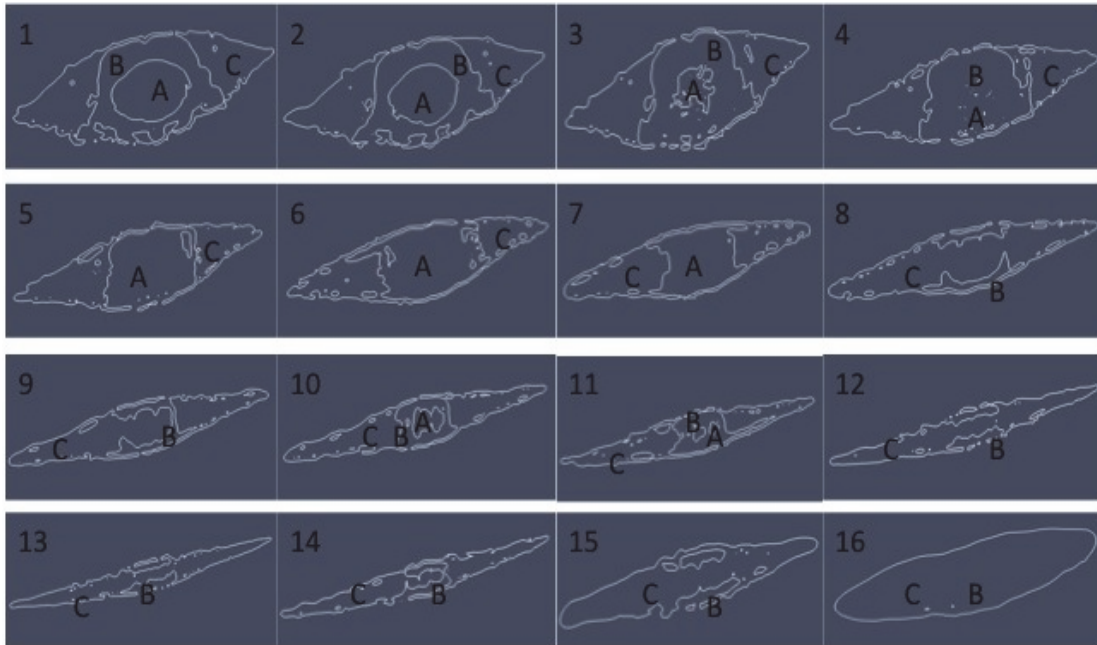 1 B A C
2 B A C
3 B A C
4 B A C
5 A C
6 A C
7 C A
8 C B
9 C B
10 C B A
11 B A C
12 C B
13 C B
14 C B
15 C B
16 C B